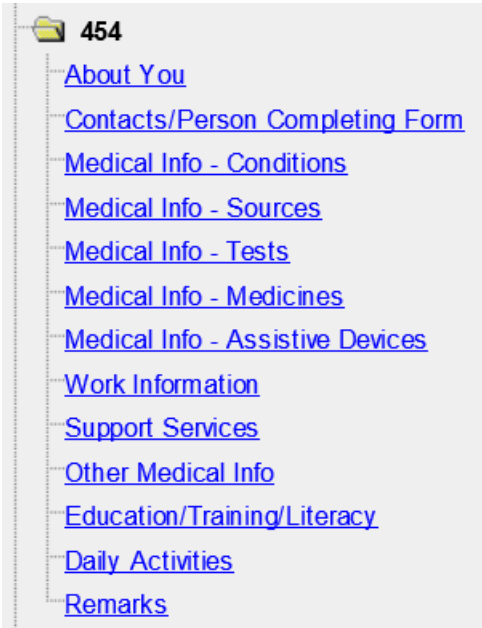 454
About You
Contacts/Person Completing Form
Medical Info - Conditions
Medical Info - Sources
Medical Info - Tests
Medical Info - Medicines
Medical Info - Assistive Devices
Work Information
Support Services
Other Medical Info
Education/Training/Literacy
Daily Activities
Remarks